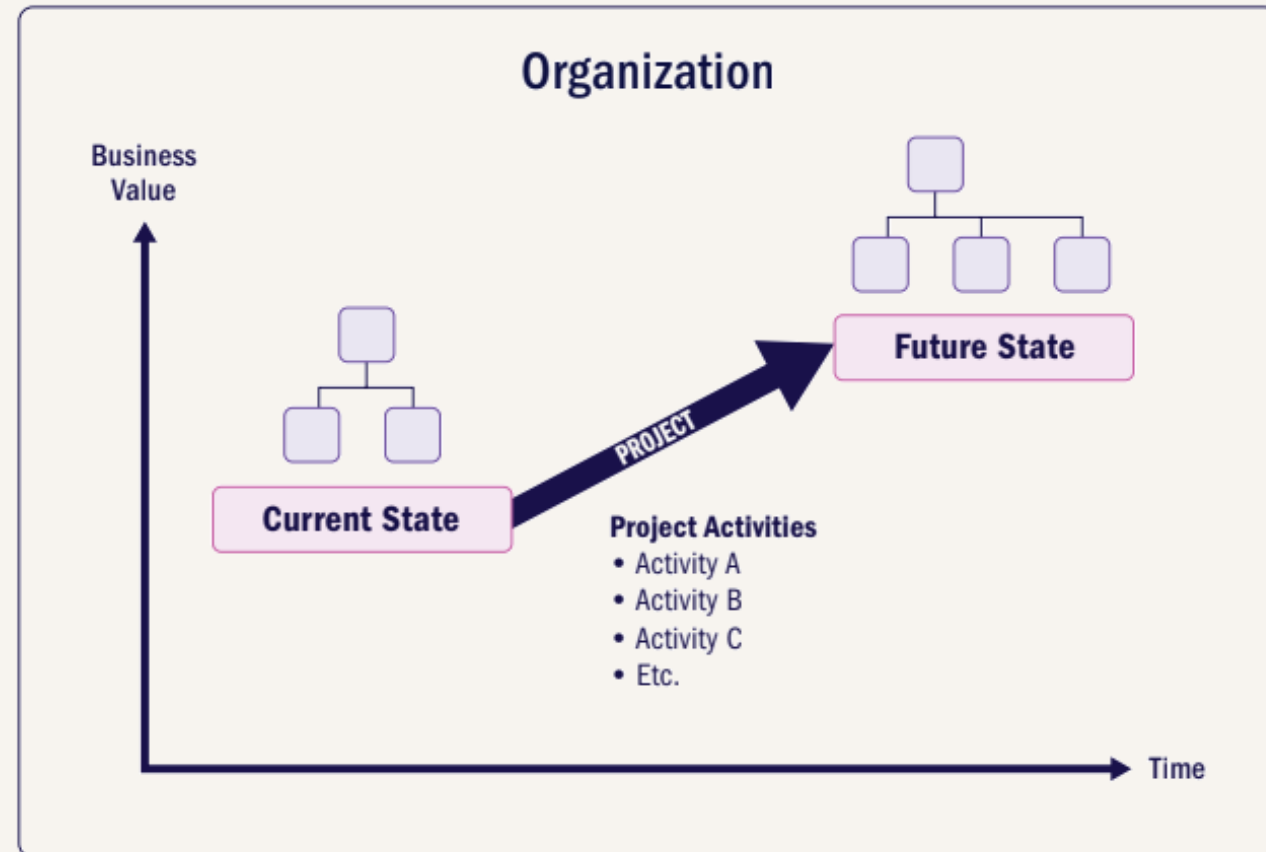 Organization
Business
Value
Future State
PROJECT
Current State
Project Activities
• Activity A
• Activity B
• Activity C
• Etc.
Time